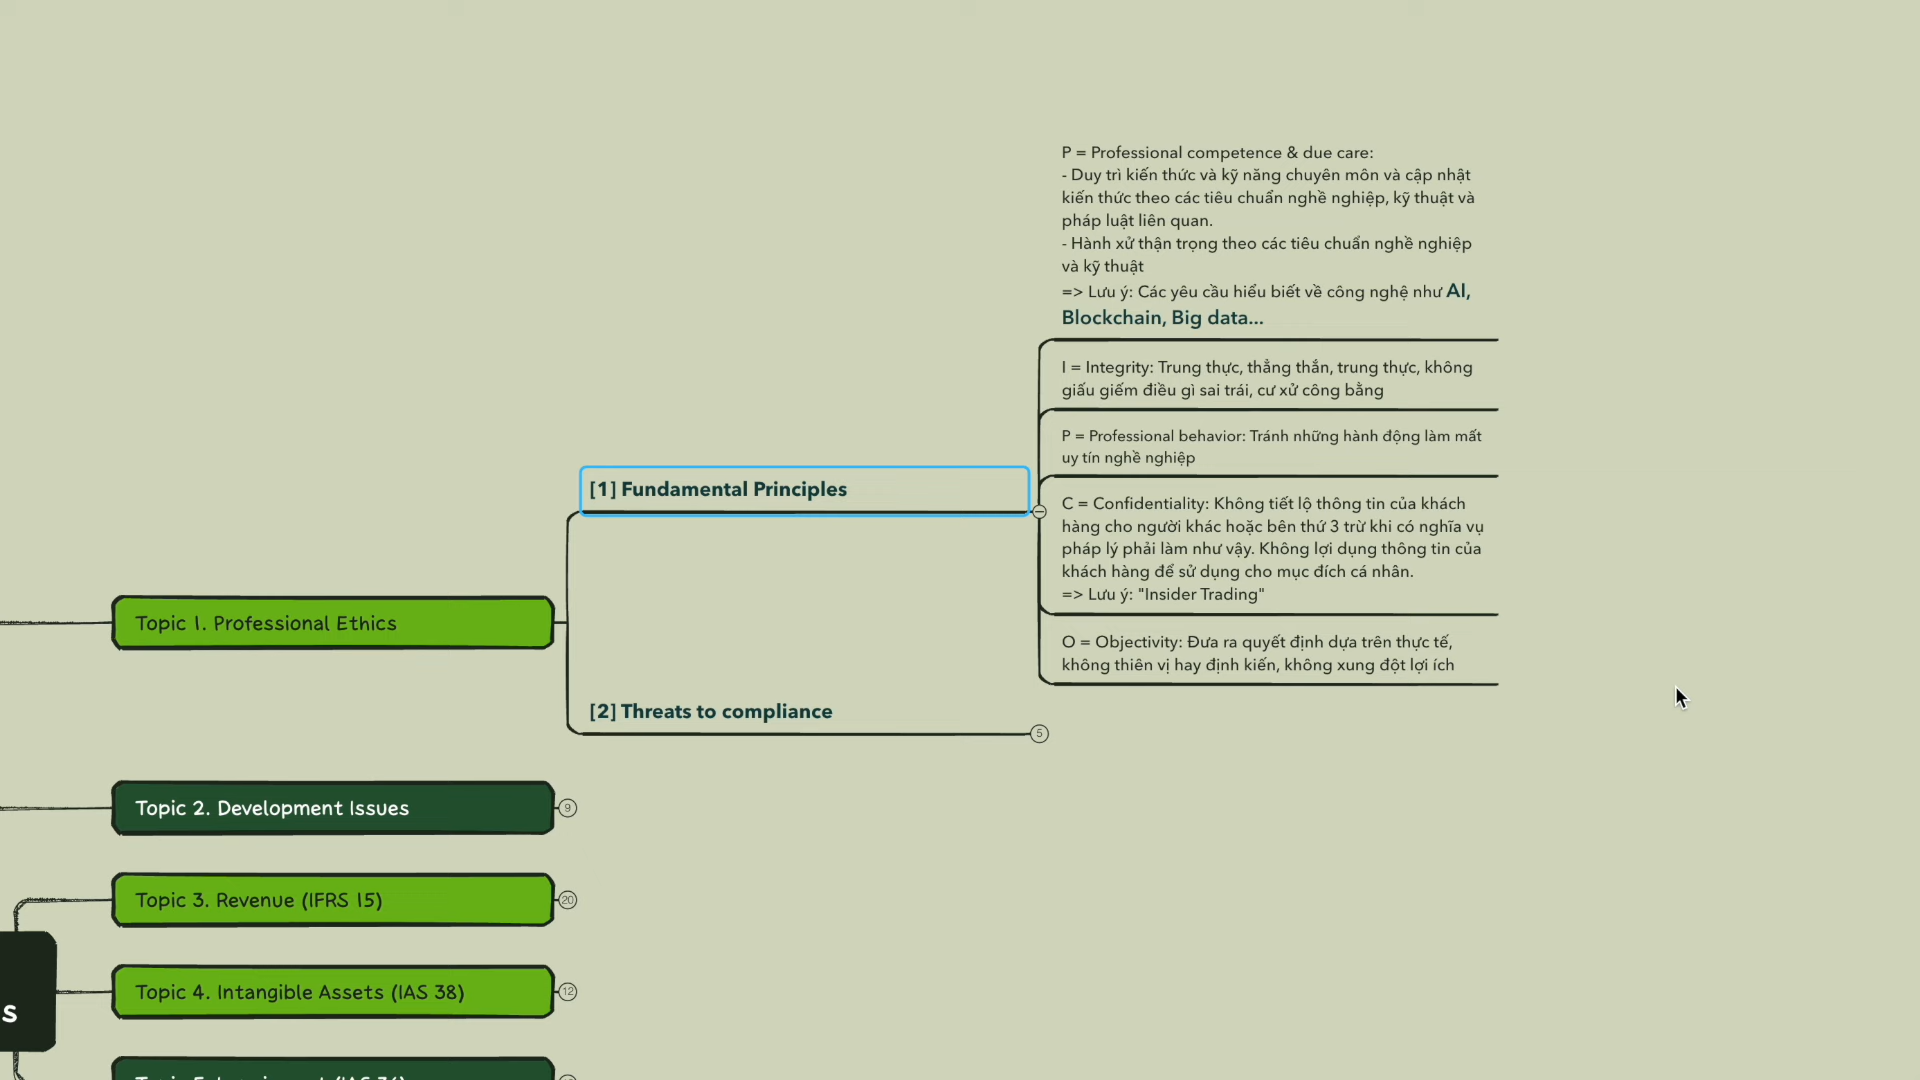 P = Professional competence & due care:
- Duy trì kiến thức và kỹ năng chuyên môn và cập nhật
kiến thức theo các tiêu chuẩn nghề nghiệp, kỹ thuật và
pháp luật liên quan.
- Hành xử thận trọng theo các tiêu chuẩn nghề nghiệp
và kỹ thuật
=> Lưu ý: Các yêu cầu hiểu biết về công nghệ như AI,
Blockchain, Big data...
I = Integrity: Trung thực, thẳng thắn, trung thực, không
giấu giếm điều gì sai trái, cư xử công bằng
P = Professional behavior: Tránh những hành động làm mất
uy tín nghề nghiệp
[1] Fundamental Principles
C = Confidentiality: Không tiết lộ thông tin của khách
hàng cho người khác hoặc bên thứ 3 trừ khi có nghĩa vụ
pháp lý phải làm như vậy. Không lợi dụng thông tin của
khách hàng để sử dụng cho mục đích cá nhân.
=> Lưu ý: "Insider Trading"
O = Objectivity: Đưa ra quyết định dựa trên thực tế,
không thiên vị hay định kiến, không xung đột lợi ích
Topic 1. Professional Ethics
[2] Threats to compliance
5
Topic 2. Development Issues
9
Topic 3. Revenue (IFRS 15)
20
Topic 4. Intangible Assets (IAS 38)
12
s